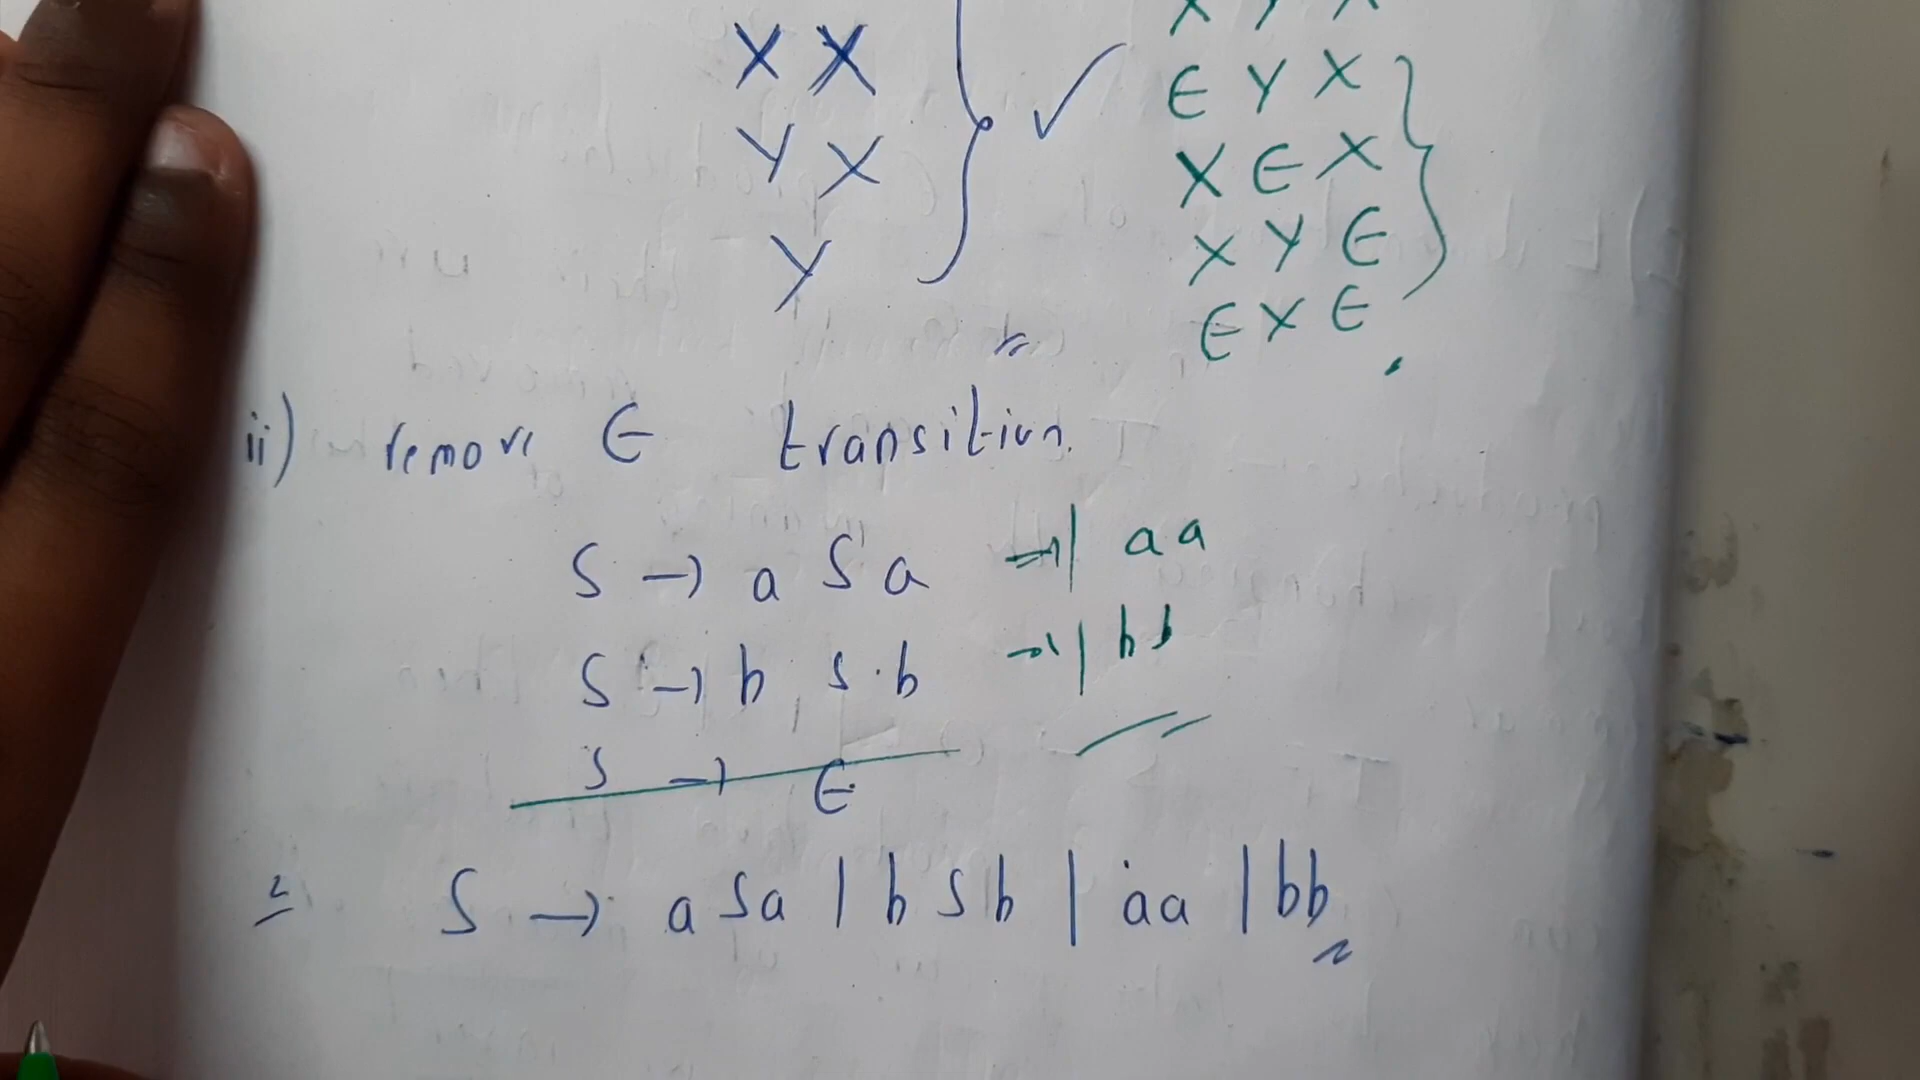 X Y X
X X ✓ ∈ Y X
Y X X ∈ X
Y X Y ∈
∈ X ∈
ii) remove ∈ transition.
S → a S a → | a a
S → b S . b → | b b
S → ∈
S → a S a | b S b | a a | b b